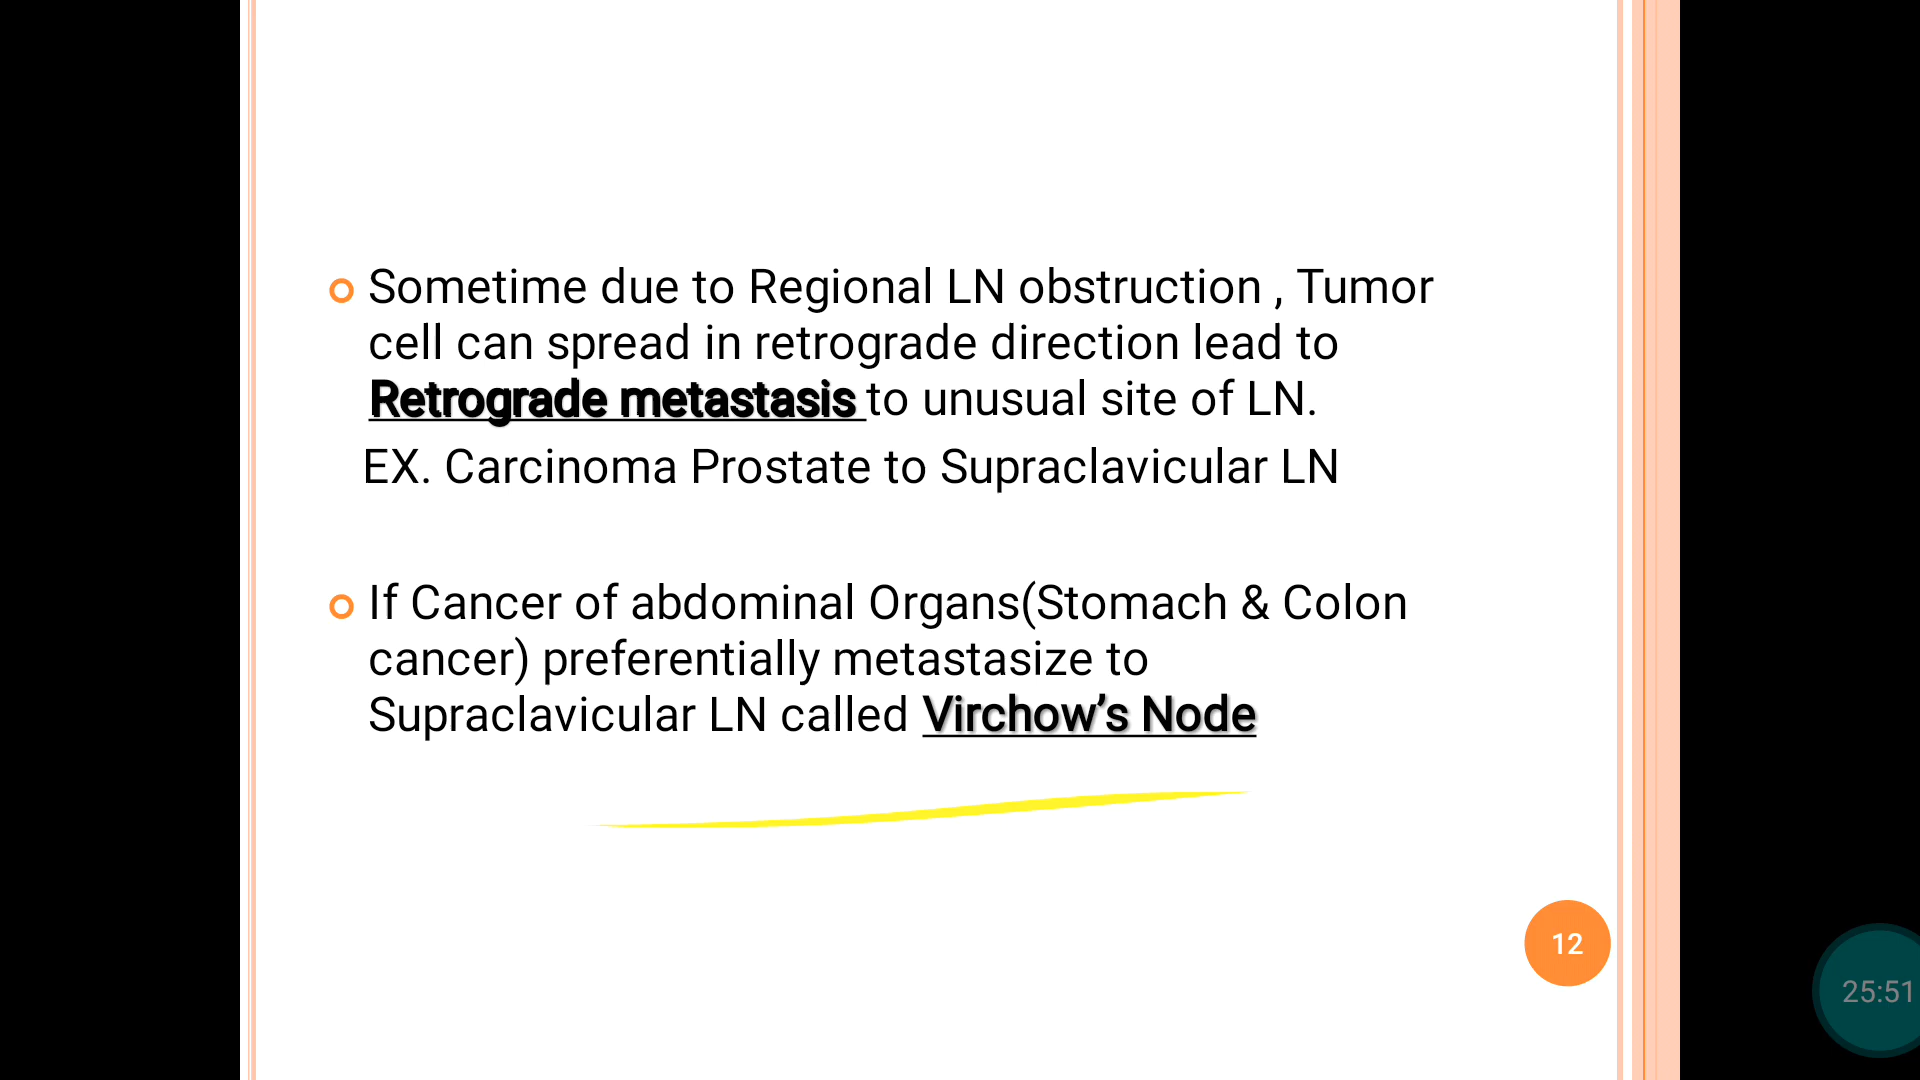 Sometime due to Regional LN obstruction , Tumor
cell can spread in retrograde direction lead to
Retrograde metastasis to unusual site of LN.
EX. Carcinoma Prostate to Supraclavicular LN
If Cancer of abdominal Organs(Stomach & Colon
cancer) preferentially metastasize to
Supraclavicular LN called Virchow’s Node
12
25:51